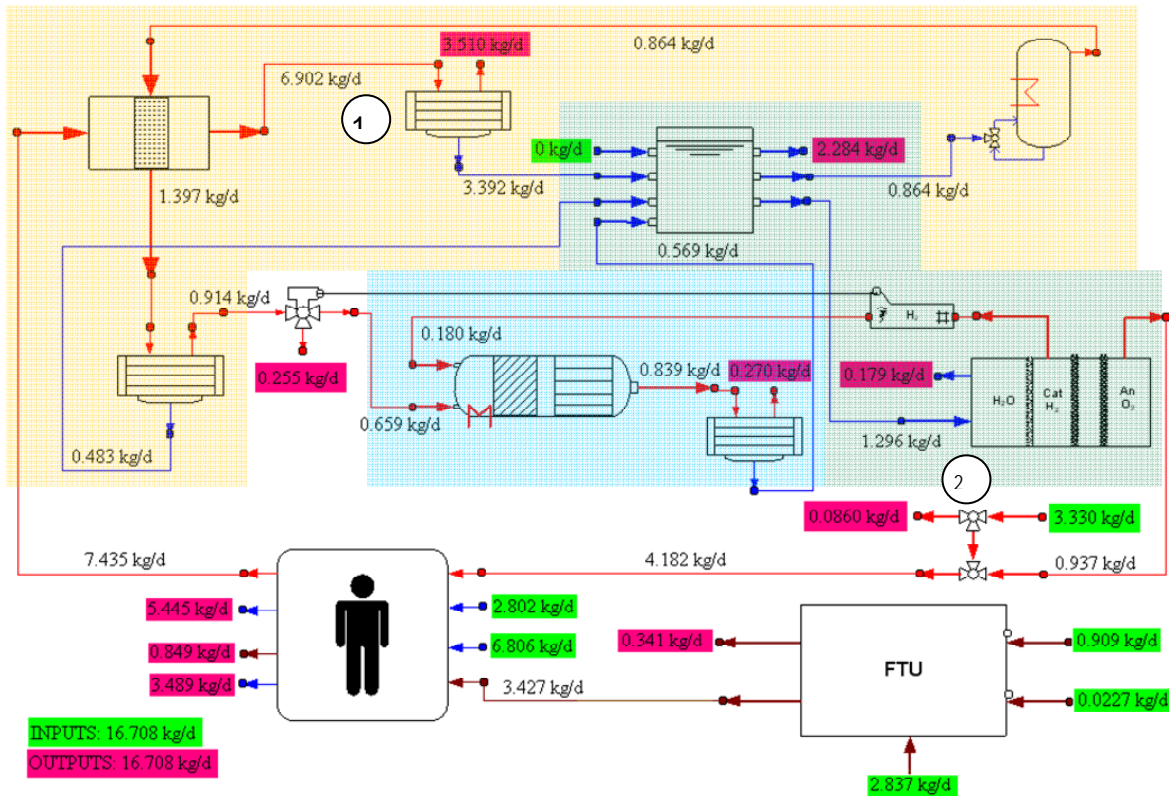 0.864 kg/d
3.510 kg/d
6.902 kg/d
1
0 kg/d
2.284 kg/d
3.392 kg/d
0.864 kg/d
1.397 kg/d
0.569 kg/d
0.914 kg/d
H₂
0.180 kg/d
0.255 kg/d
0.839 kg/d
0.270 kg/d
0.179 kg/d
H₂O
Cat
H₂
An
O₂
0.659 kg/d
1.296 kg/d
0.483 kg/d
2
0.0860 kg/d
3.330 kg/d
7.435 kg/d
4.182 kg/d
0.937 kg/d
5.445 kg/d
2.802 kg/d
0.849 kg/d
6.806 kg/d
0.341 kg/d
0.909 kg/d
FTU
3.489 kg/d
3.427 kg/d
0.0227 kg/d
INPUTS: 16.708 kg/d
OUTPUTS: 16.708 kg/d
2.837 kg/d